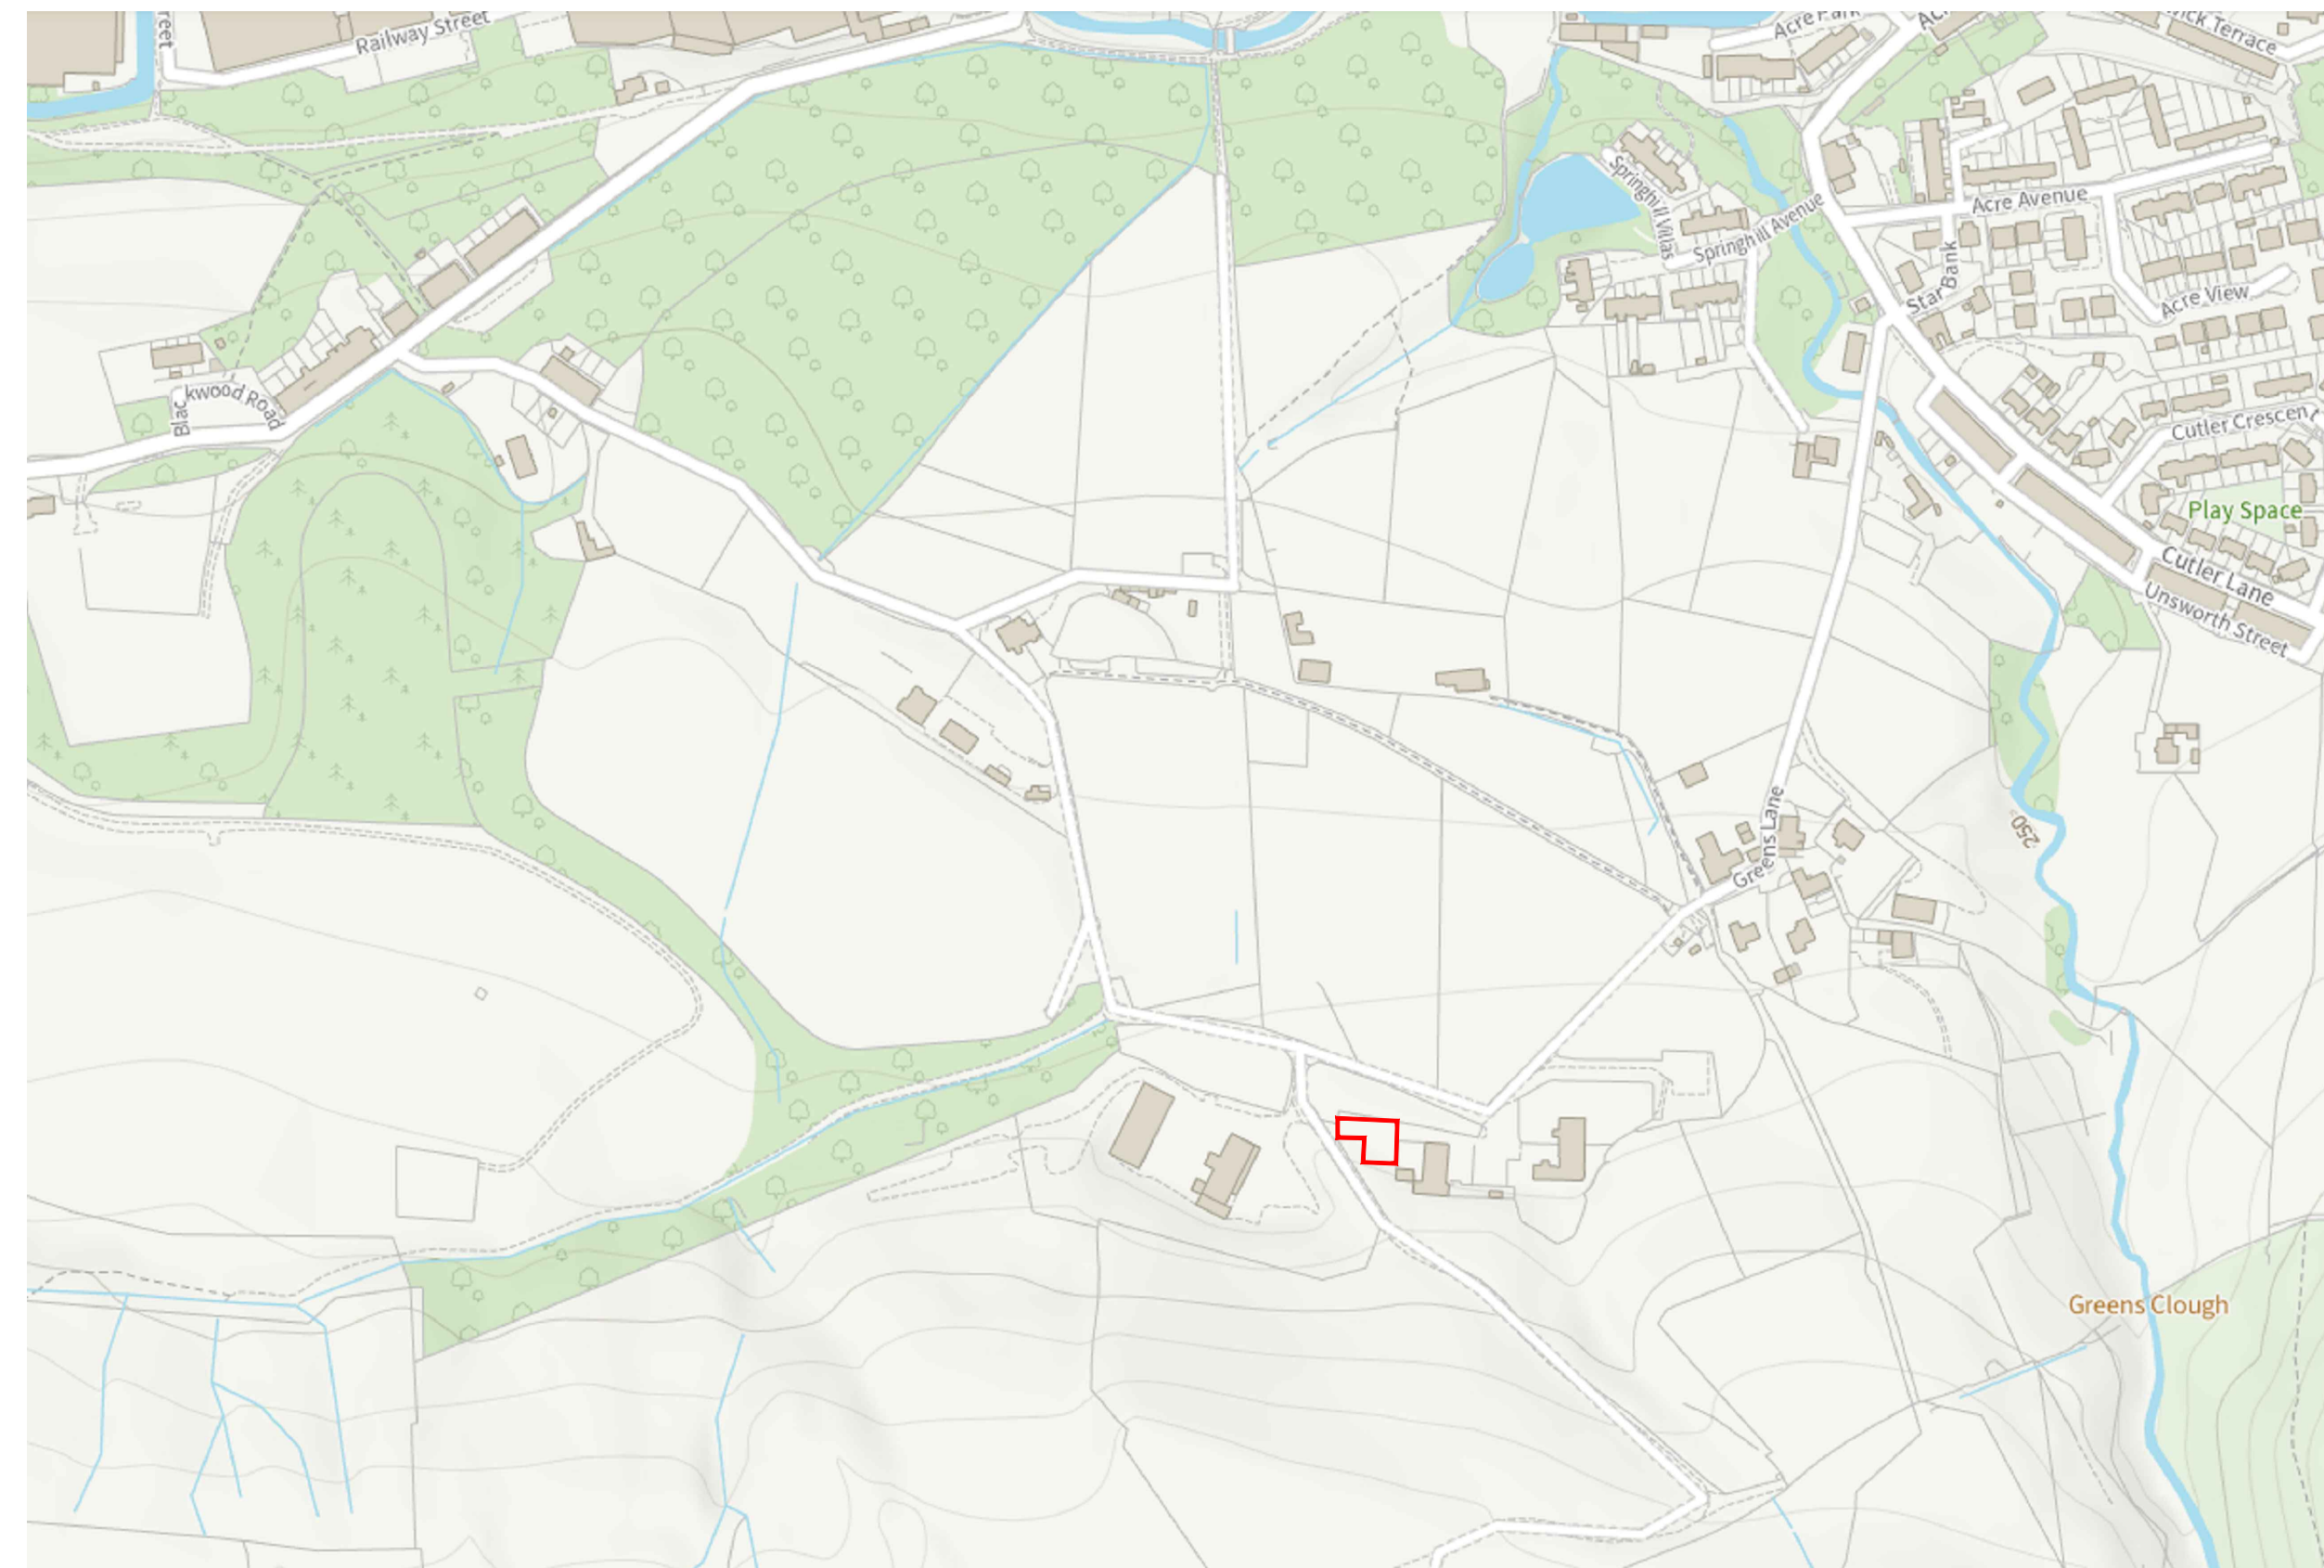 Railway Street
Acre Park
Springhill Villas
Springhill Avenue
Acre Avenue
Star Bank
Acre View
Blackwood Road
Cutler Crescent
Play Space
Cutler Lane
Unsworth Street
Greens Lane
250
Greens Clough